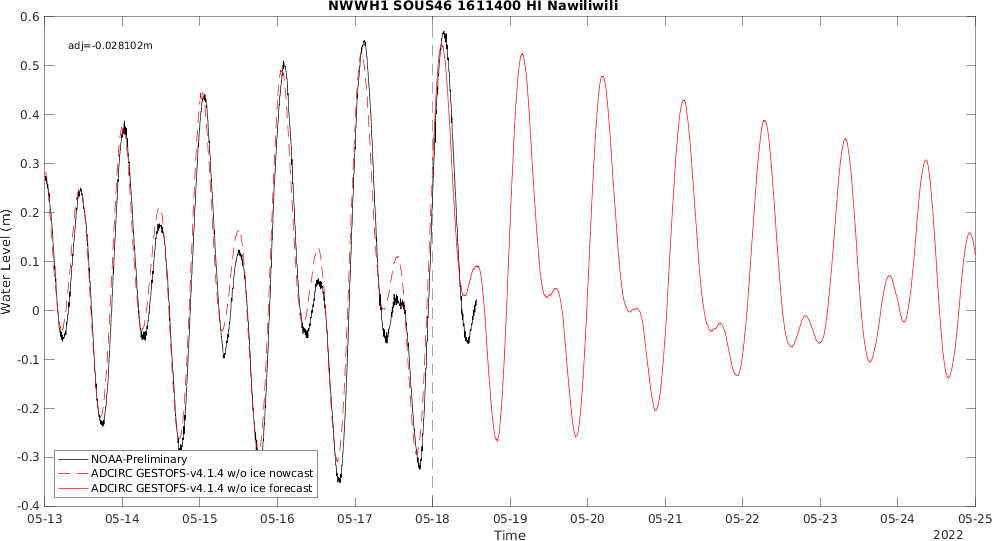 NWWH1 SOUS46 1611400 HI Nawiliwili
adj=-0.028102m
Water Level (m)
0.6
0.5
0.4
0.3
0.2
0.1
0
-0.1
-0.2
-0.3
-0.4
NOAA-Preliminary
ADCIRC GESTOFS-v4.1.4 w/o ice nowcast
ADCIRC GESTOFS-v4.1.4 w/o ice forecast
05-13 05-14 05-15 05-16 05-17 05-18 05-19 05-20 05-21 05-22 05-23 05-24 05-25
Time
2022